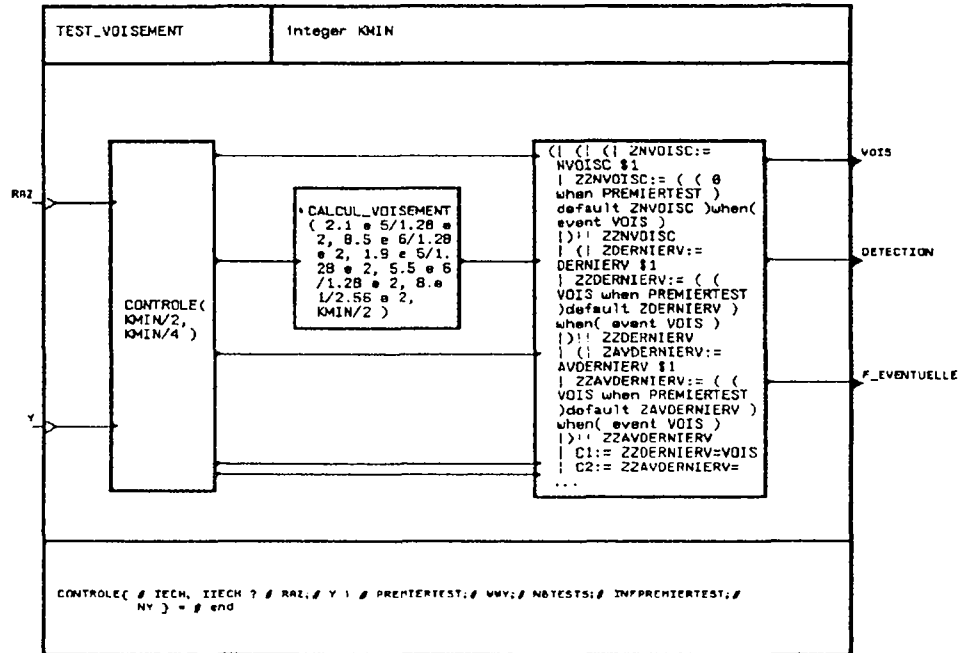 TEST_VOISEMENT
integer KMIN
RAZ
Y
CONTROLE(
KMIN/2,
KMIN/4 )
CALCUL_VOISEMENT
( 2.1 e 5/1.28 e
2, 8.5 e 6/1.28
e 2, 1.9 e 5/1.
28 e 2, 5.5 e 6
/1.28 e 2, 8.e
1/2.56 e 2,
KMIN/2 )
(| (| (| ZNVOISC:=
NVOISC $1
| ZZNVOISC:= ( ( 0
when PREMIERTEST )
default ZNVOISC )when(
event VOIS )
|)!! ZZNVOISC
| (| ZDERNIERV:=
DERNIERV $1
| ZZDERNIERV:= ( (
VOIS when PREMIERTEST
)default ZDERNIERV )
when( event VOIS )
|)!! ZZDERNIERV
| (| ZAVDERNIERV:=
AVDERNIERV $1
| ZZAVDERNIERV:= ( (
VOIS when PREMIERTEST
)default ZAVDERNIERV )
when( event VOIS )
|)!! ZZAVDERNIERV
| C1:= ZZDERNIERV=VOIS
| C2:= ZZAVDERNIERV=
...
VOIS
DETECTION
F_EVENTUELLE
CONTROLE{ # IECH, IIECH ? # RAZ;# Y ! # PREMIERTEST;# WWY;# NBTESTS;# INFPREMIERTEST;#
NY } = # end